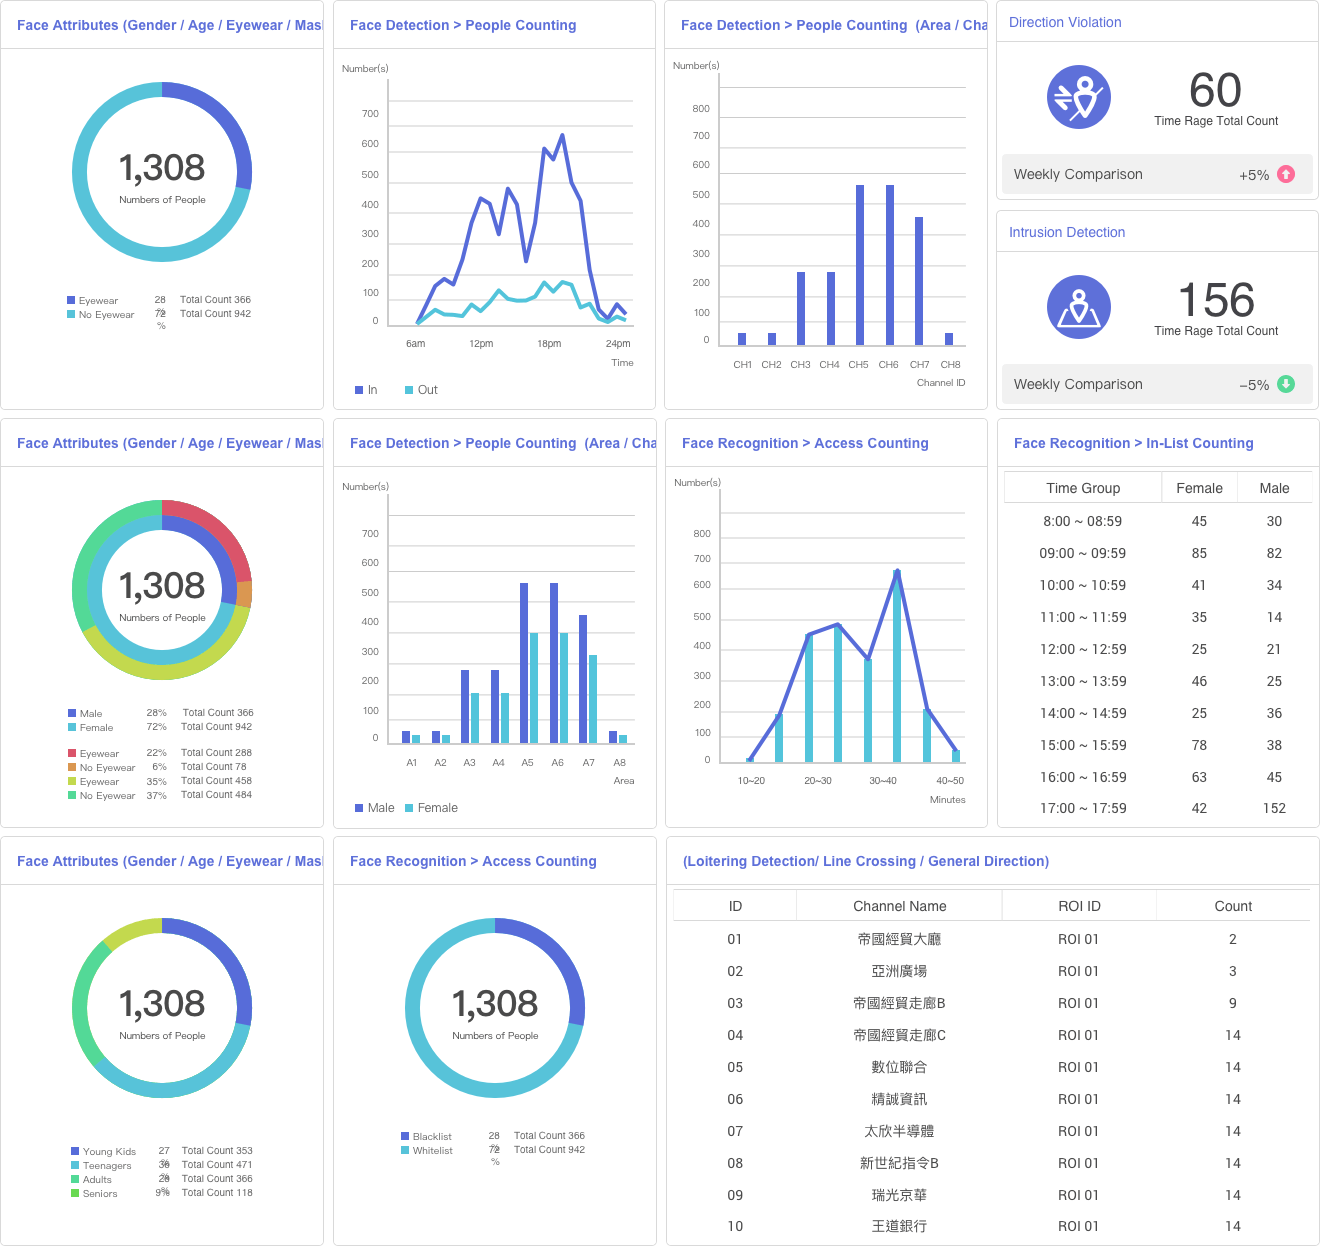 Face Attributes (Gender / Age / Eyewear / Mas
1,308
Numbers of People
Eyewear 28 % Total Count 366
No Eyewear 72 % Total Count 942
Face Detection > People Counting
Number(s)
700
600
500
400
300
200
100
0
6am 12pm 18pm 24pm
Time
In Out
Face Detection > People Counting (Area / Cha
Number(s)
800
700
600
500
400
300
200
100
0
CH1 CH2 CH3 CH4 CH5 CH6 CH7 CH8
Channel ID
Direction Violation
60
Time Rage Total Count
Weekly Comparison +5%
Intrusion Detection
156
Time Rage Total Count
Weekly Comparison −5%
Face Attributes (Gender / Age / Eyewear / Mas
1,308
Numbers of People
Male 28% Total Count 366
Female 72% Total Count 942
Eyewear 22% Total Count 288
No Eyewear 6% Total Count 78
Eyewear 35% Total Count 458
No Eyewear 37% Total Count 484
Face Detection > People Counting (Area / Cha
Number(s)
700
600
500
400
300
200
100
0
A1 A2 A3 A4 A5 A6 A7 A8
Area
Male Female
Face Recognition > Access Counting
Number(s)
800
700
600
500
400
300
200
100
0
10~20 20~30 30~40 40~50
Minutes
Face Recognition > In-List Counting
Time Group Female Male
8:00 ~ 08:59 45 30
09:00 ~ 09:59 85 82
10:00 ~ 10:59 41 34
11:00 ~ 11:59 35 14
12:00 ~ 12:59 25 21
13:00 ~ 13:59 46 25
14:00 ~ 14:59 25 36
15:00 ~ 15:59 78 38
16:00 ~ 16:59 63 45
17:00 ~ 17:59 42 152
Face Attributes (Gender / Age / Eyewear / Mas
1,308
Numbers of People
Young Kids 27 % Total Count 353
Teenagers 36 % Total Count 471
Adults 28 % Total Count 366
Seniors 9% Total Count 118
Face Recognition > Access Counting
1,308
Numbers of People
Blacklist 28 % Total Count 366
Whitelist 72 % Total Count 942
(Loitering Detection/ Line Crossing / General Direction)
ID Channel Name ROI ID Count
01 帝國經貿大廳 ROI 01 2
02 亞洲廣場 ROI 01 3
03 帝國經貿走廊B ROI 01 9
04 帝國經貿走廊C ROI 01 14
05 數位聯合 ROI 01 14
06 精誠資訊 ROI 01 14
07 太欣半導體 ROI 01 14
08 新世紀指令B ROI 01 14
09 瑞光京華 ROI 01 14
10 王道銀行 ROI 01 14